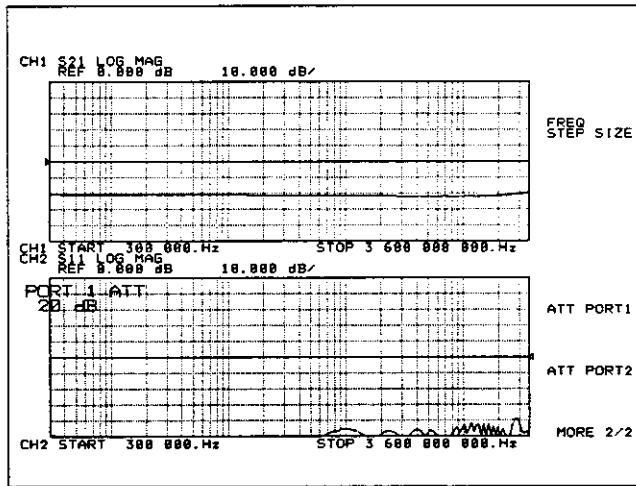 CH1 S21 LOG MAG
REF 0.000 dB 10.000 dB/
FREQ
STEP SIZE
CH1 START 300 000.Hz STOP 3 600 000 000.Hz
CH2 S11 LOG MAG
REF 0.000 dB 10.000 dB/
PORT 1 ATT
20 dB
ATT PORT1
ATT PORT2
MORE 2/2
CH2 START 300 000.Hz STOP 3 600 000 000.Hz